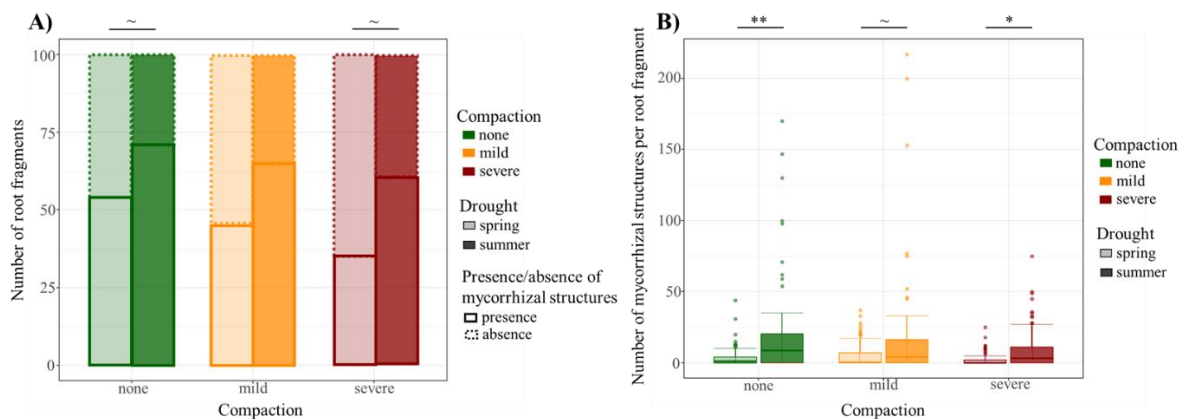 A)
~
~
Number of root fragments
100
75
50
25
0
none
mild
severe
Compaction
Compaction
none
mild
severe
Drought
spring
summer
Presence/absence of
mycorrhizal structures
presence
absence
B)
**
~
*
Number of mycorrhizal structures per root fragment
200
150
100
50
0
none
mild
severe
Compaction
Compaction
none
mild
severe
Drought
spring
summer